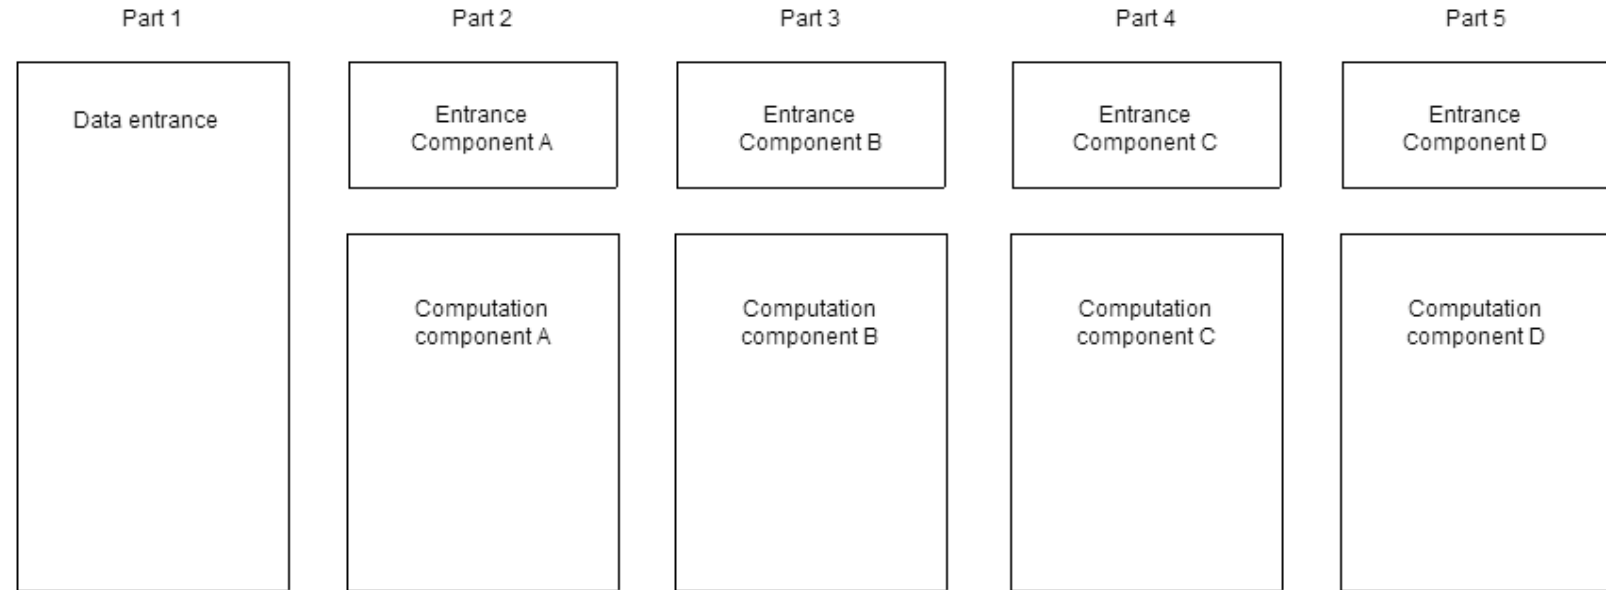 Part 1
Part 2
Part 3
Part 4
Part 5
Data entrance
Entrance
Component A
Entrance
Component B
Entrance
Component C
Entrance
Component D
Computation
component A
Computation
component B
Computation
component C
Computation
component D